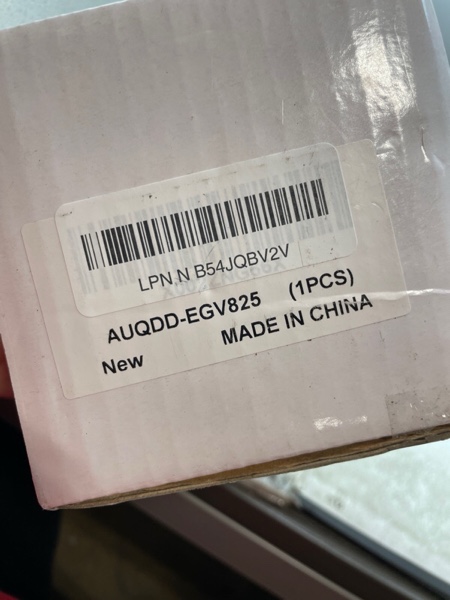 LPN N B54JQBV2V
AUQDD-EGV825 (1PCS)
New MADE IN CHINA